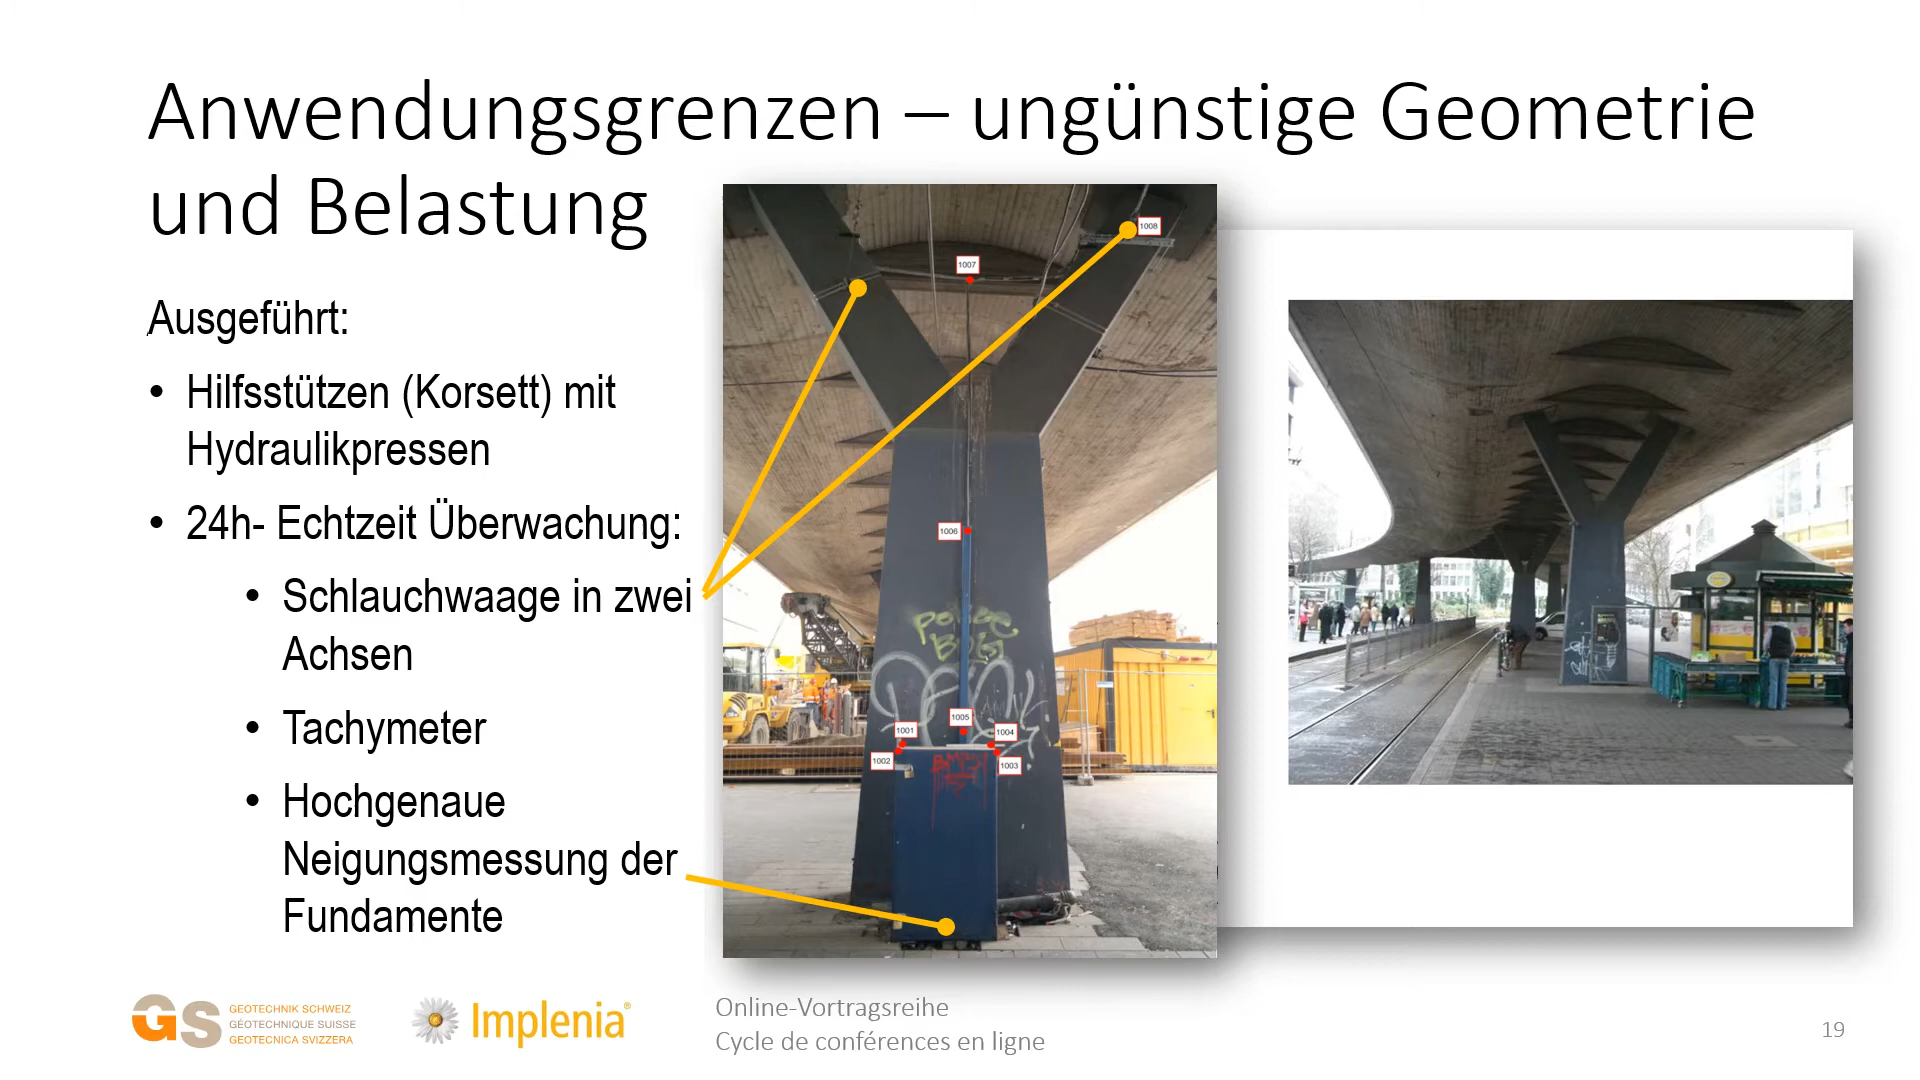 Anwendungsgrenzen – ungünstige Geometrie
und Belastung
Ausgeführt:
• Hilfsstützen (Korsett) mit
Hydraulikpressen
• 24h- Echtzeit Überwachung:
• Schlauchwaage in zwei
Achsen
• Tachymeter
• Hochgenaue
Neigungsmessung der
Fundamente
1008
1007
1006
1005
1001
1004
1002
1003
GS
GEOTECHNIK SCHWEIZ
GÉOTECHNIQUE SUISSE
GEOTECNICA SVIZZERA
Implenia®
Online-Vortragsreihe
Cycle de conférences en ligne
19